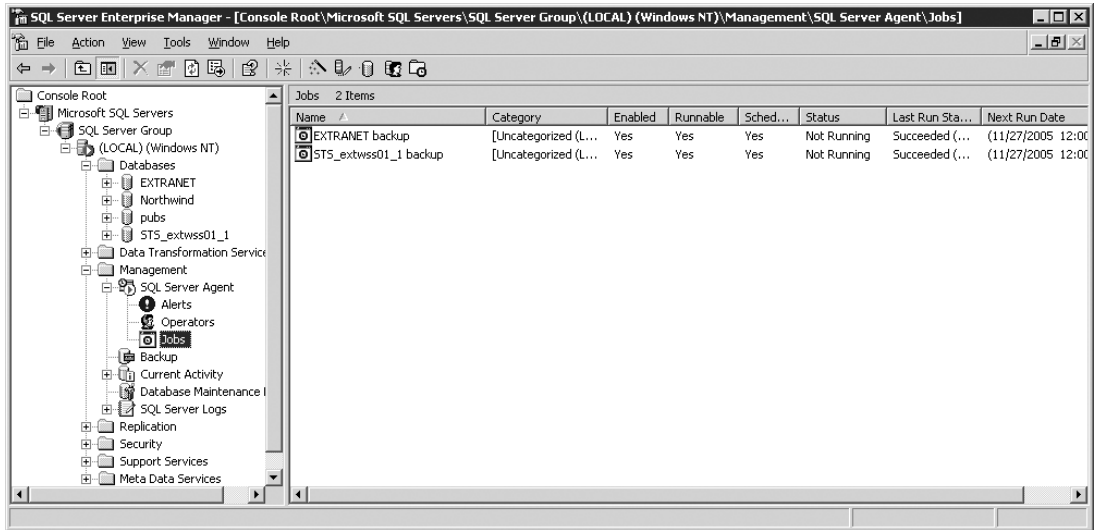 SQL Server Enterprise Manager - [Console Root\Microsoft SQL Servers\SQL Server Group\(LOCAL) (Windows NT)\Management\SQL Server Agent\Jobs]
File Action View Tools Window Help
Console Root
Microsoft SQL Servers
SQL Server Group
(LOCAL) (Windows NT)
Databases
EXTRANET
Northwind
pubs
STS_extwss01_1
Data Transformation Service
Management
SQL Server Agent
Alerts
Operators
Jobs
Backup
Current Activity
Database Maintenance
SQL Server Logs
Replication
Security
Support Services
Meta Data Services
Jobs 2 Items
Name Category Enabled Runnable Sched... Status Last Run Sta... Next Run Date
EXTRANET backup [Uncategorized (L... Yes Yes Yes Not Running Succeeded (... (11/27/2005 12:00
STS_extwss01_1 backup [Uncategorized (L... Yes Yes Yes Not Running Succeeded (... (11/27/2005 12:00